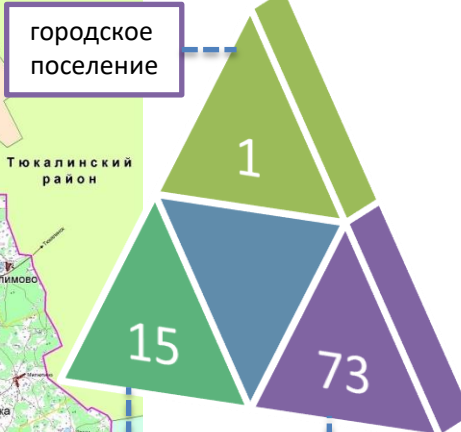 городское
поселение
1
Тюкалинский
район
15
73